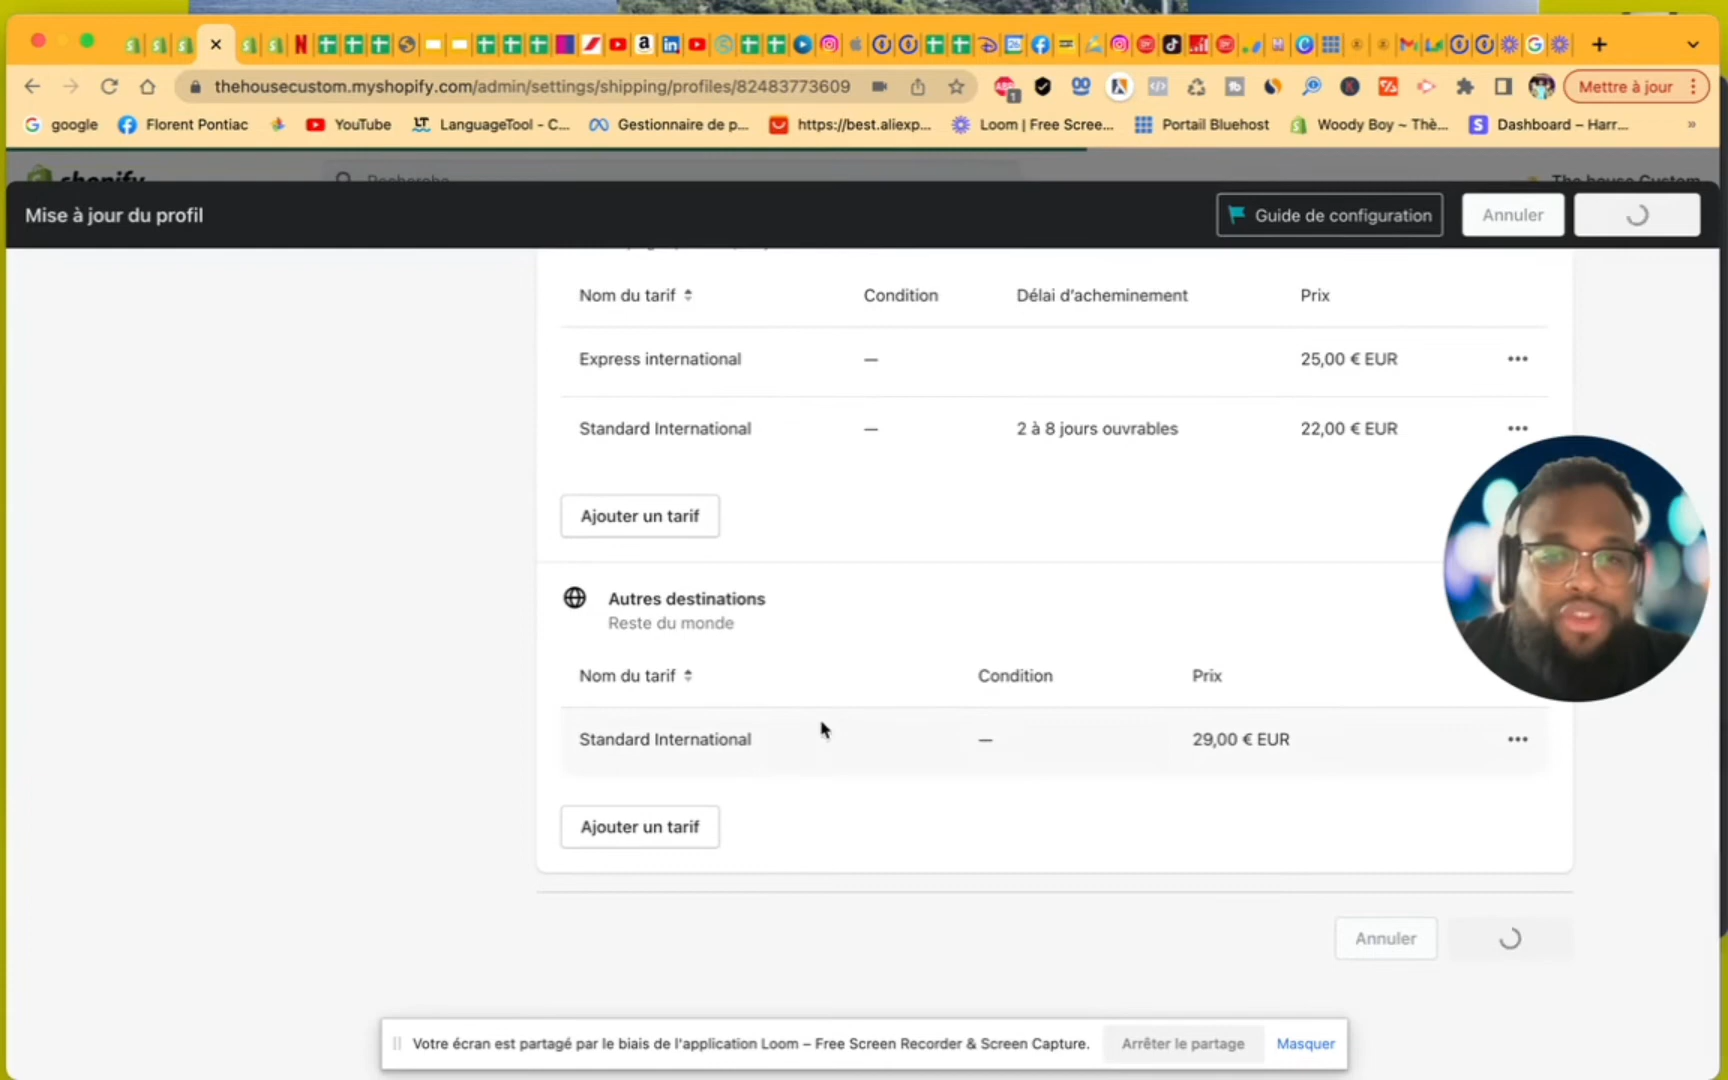 thehousecustom.myshopify.com/admin/settings/shipping/profiles/82483773609
Mettre à jour
google
Florent Pontiac
YouTube
LanguageTool - C...
Gestionnaire de p...
https://best.aliexp...
Loom | Free Scree...
Portail Bluehost
Woody Boy ~ Thè...
Dashboard – Harr...
»
shopify
Recherche
The house Custom
Mise à jour du profil
Guide de configuration
Annuler
Nom du tarif
Condition
Délai d'acheminement
Prix
Express international
—
25,00 € EUR
Standard International
—
2 à 8 jours ouvrables
22,00 € EUR
Ajouter un tarif
Autres destinations
Reste du monde
Nom du tarif
Condition
Prix
Standard International
—
29,00 € EUR
Ajouter un tarif
Annuler
Votre écran est partagé par le biais de l'application Loom – Free Screen Recorder & Screen Capture.
Arrêter le partage
Masquer